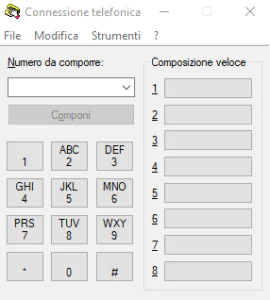 Connessione telefonica
File Modifica Strumenti ?
Numero da comporre:
Componi
1
ABC
2
DEF
3
GHI
4
JKL
5
MNO
6
PRS
7
TUV
8
WXY
9
*
0
#
Composizione veloce
1
2
3
4
5
6
7
8